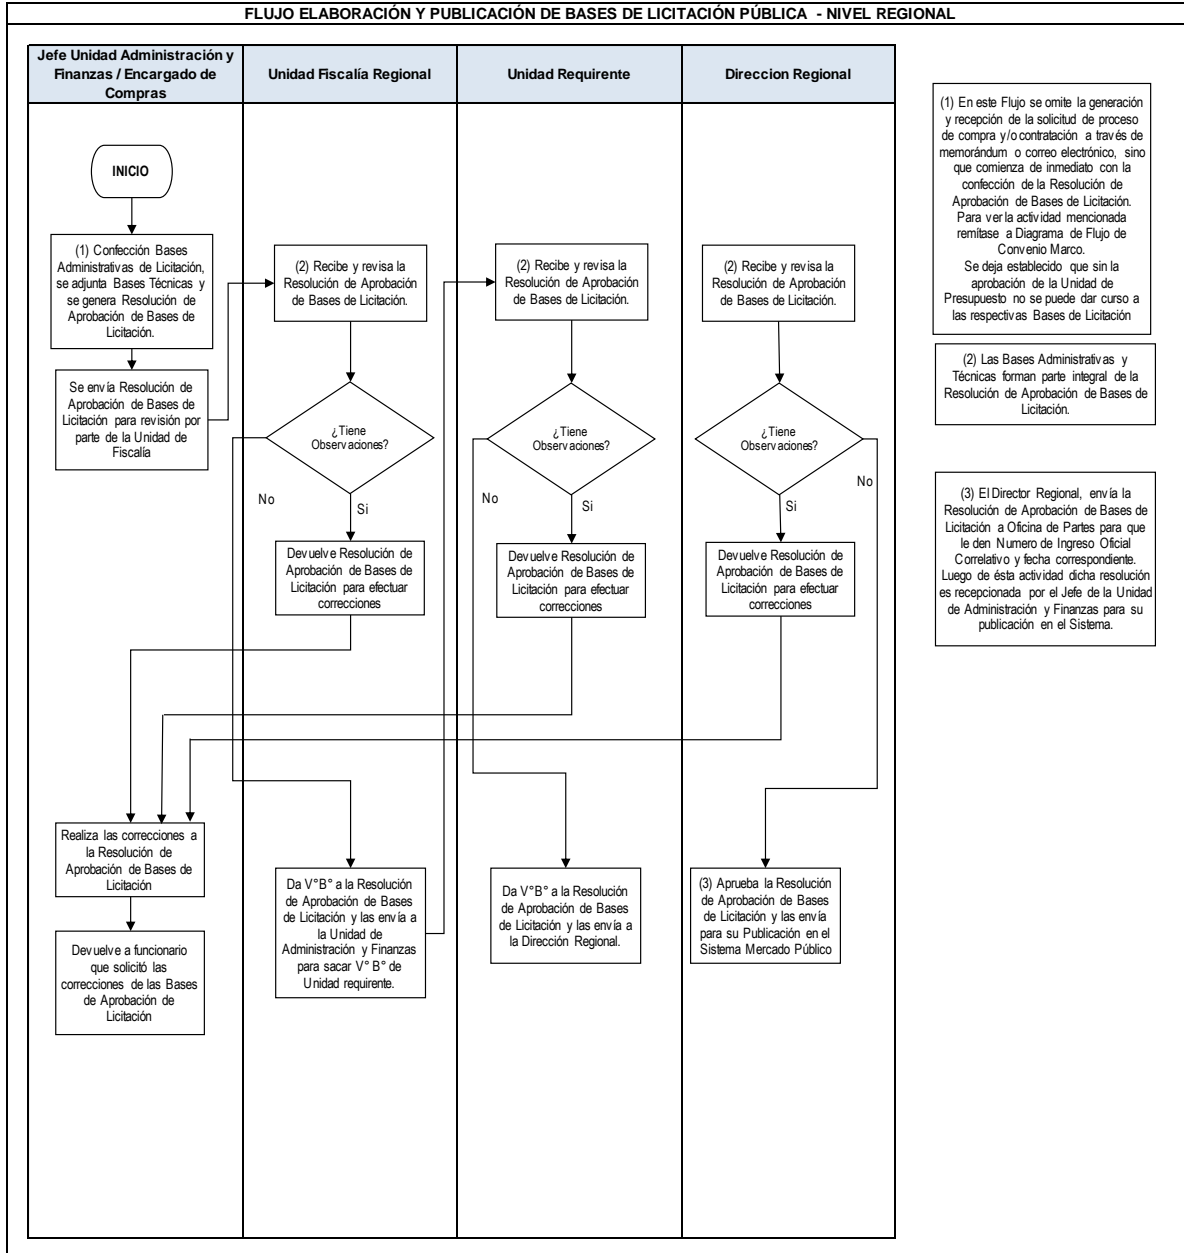 FLUJO ELABORACIÓN Y PUBLICACIÓN DE BASES DE LICITACIÓN PÚBLICA - NIVEL REGIONAL
Jefe Unidad Administración y
Finanzas / Encargado de
Compras
Unidad Fiscalía Regional
Unidad Requirente
Direccion Regional
INICIO
(1) Confección Bases
Administrativas de Licitación,
se adjunta Bases Técnicas y
se genera Resolución de
Aprobación de Bases de
Licitación.
Se envía Resolución de
Aprobación de Bases de
Licitación para revisión por
parte de la Unidad de
Fiscalía
Realiza las correcciones a
la Resolución de
Aprobación de Bases de
Licitación
Devuelve a funcionario
que solicitó las
correcciones de las Bases
de Aprobación de
Licitación
(2) Recibe y revisa la
Resolución de Aprobación
de Bases de Licitación.
¿Tiene
Observaciones?
No
Si
Devuelve Resolución de
Aprobación de Bases de
Licitación para efectuar
correcciones
Da V°B° a la Resolución
de Aprobación de Bases
de Licitación y las envía a
la Unidad de
Administración y Finanzas
para sacar V° B° de
Unidad requirente.
(2) Recibe y revisa la
Resolución de Aprobación
de Bases de Licitación.
¿Tiene
Observaciones?
No
Si
Devuelve Resolución de
Aprobación de Bases de
Licitación para efectuar
correcciones
Da V°B° a la Resolución
de Aprobación de Bases
de Licitación y las envía a
la Dirección Regional.
(2) Recibe y revisa la
Resolución de Aprobación
de Bases de Licitación.
¿Tiene
Observaciones?
No
Si
Devuelve Resolución de
Aprobación de Bases de
Licitación para efectuar
correcciones
(3) Aprueba la Resolución
de Aprobación de Bases
de Licitación y las envía
para su Publicación en el
Sistema Mercado Público
(1) En este Flujo se omite la generación
y recepción de la solicitud de proceso
de compra y/o contratación a través de
memorándum o correo electrónico, sino
que comienza de inmediato con la
confección de la Resolución de
Aprobación de Bases de Licitación.
Para ver la actividad mencionada
remítase a Diagrama de Flujo de
Convenio Marco.
Se deja establecido que sin la
aprobación de la Unidad de
Presupuesto no se puede dar curso a
las respectivas Bases de Licitación
(2) Las Bases Administrativas y
Técnicas forman parte integral de la
Resolución de Aprobación de Bases de
Licitación.
(3) El Director Regional, envía la
Resolución de Aprobación de Bases de
Licitación a Oficina de Partes para que
le den Numero de Ingreso Oficial
Correlativo y fecha correspondiente.
Luego de ésta actividad dicha resolución
es recepcionada por el Jefe de la Unidad
de Administración y Finanzas para su
publicación en el Sistema.